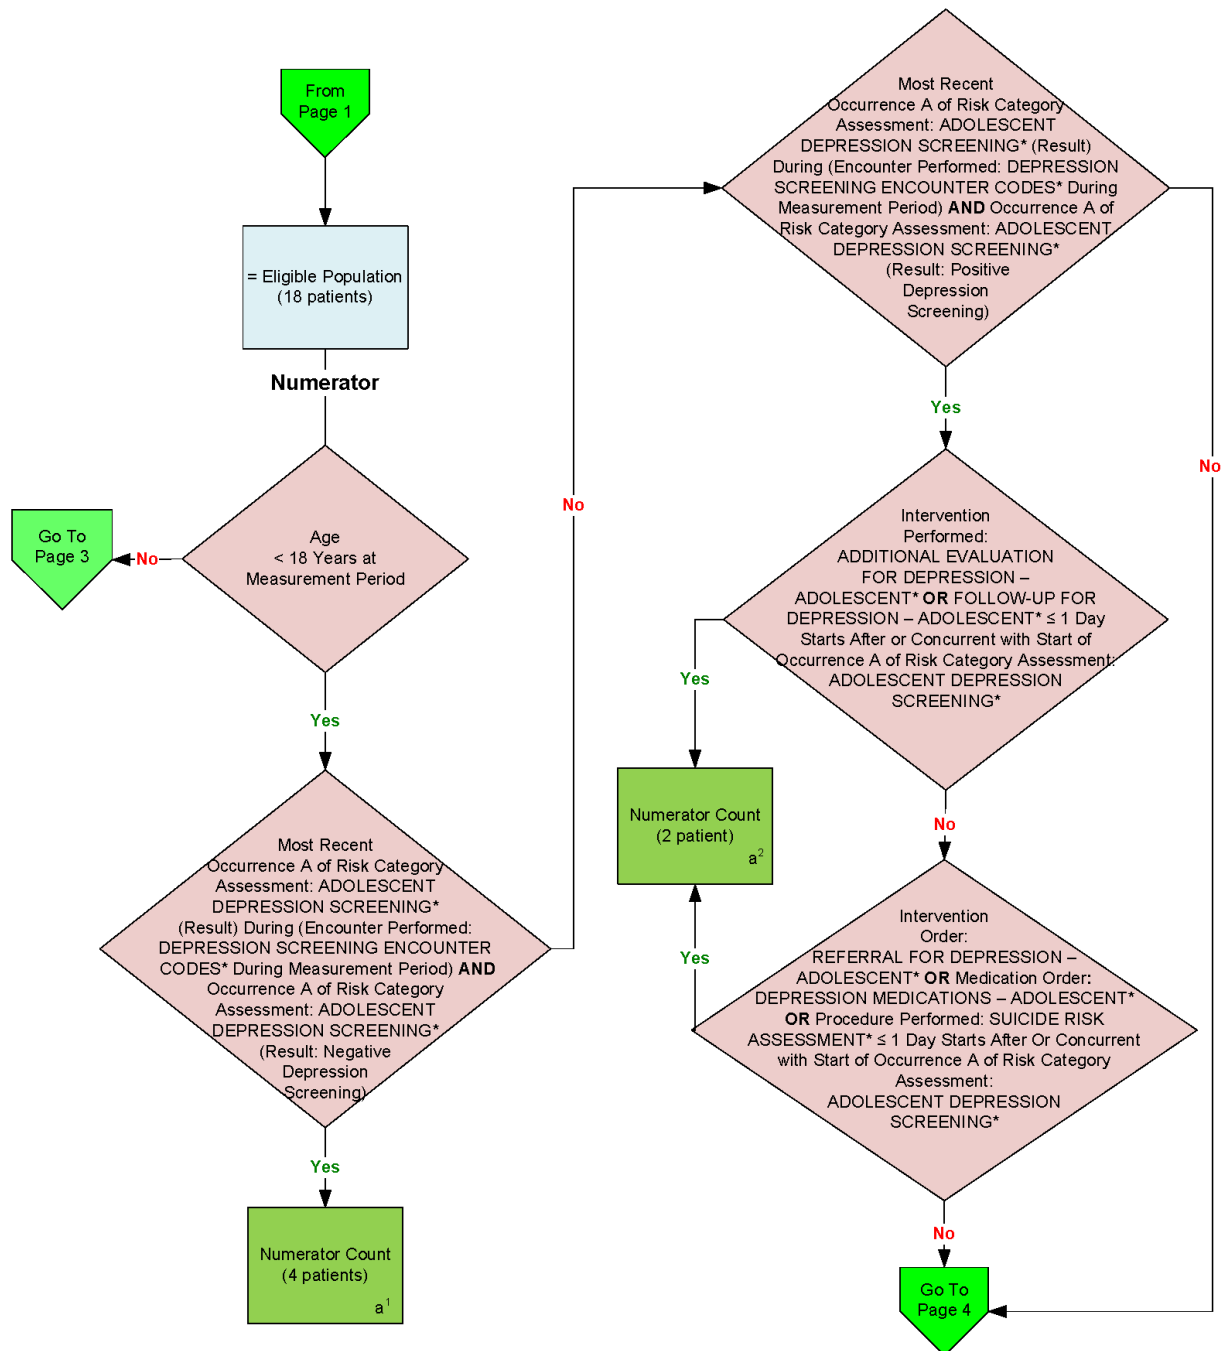 From
Page 1
= Eligible Population
(18 patients)
Numerator
Age
< 18 Years at
Measurement Period
No
Go To
Page 3
Yes
Most Recent
Occurrence A of Risk Category
Assessment: ADOLESCENT
DEPRESSION SCREENING*
(Result) During (Encounter Performed:
DEPRESSION SCREENING ENCOUNTER
CODES* During Measurement Period) AND
Occurrence A of Risk Category
Assessment: ADOLESCENT
DEPRESSION SCREENING*
(Result: Negative
Depression
Screening)
Yes
Numerator Count
(4 patients)
a¹
No
Most Recent
Occurrence A of Risk Category
Assessment: ADOLESCENT
DEPRESSION SCREENING* (Result)
During (Encounter Performed: DEPRESSION
SCREENING ENCOUNTER CODES* During
Measurement Period) AND Occurrence A of
Risk Category Assessment: ADOLESCENT
DEPRESSION SCREENING*
(Result: Positive
Depression
Screening)
No
Yes
Intervention
Performed:
ADDITIONAL EVALUATION
FOR DEPRESSION –
ADOLESCENT* OR FOLLOW-UP FOR
DEPRESSION – ADOLESCENT* ≤ 1 Day
Starts After or Concurrent with Start of
Occurrence A of Risk Category Assessment:
ADOLESCENT DEPRESSION
SCREENING*
Yes
Numerator Count
(2 patient)
a²
No
Intervention
Order:
REFERRAL FOR DEPRESSION –
ADOLESCENT* OR Medication Order:
DEPRESSION MEDICATIONS – ADOLESCENT*
OR Procedure Performed: SUICIDE RISK
ASSESSMENT* ≤ 1 Day Starts After Or Concurrent
with Start of Occurrence A of Risk Category
Assessment:
ADOLESCENT DEPRESSION
SCREENING*
Yes
No
Go To
Page 4